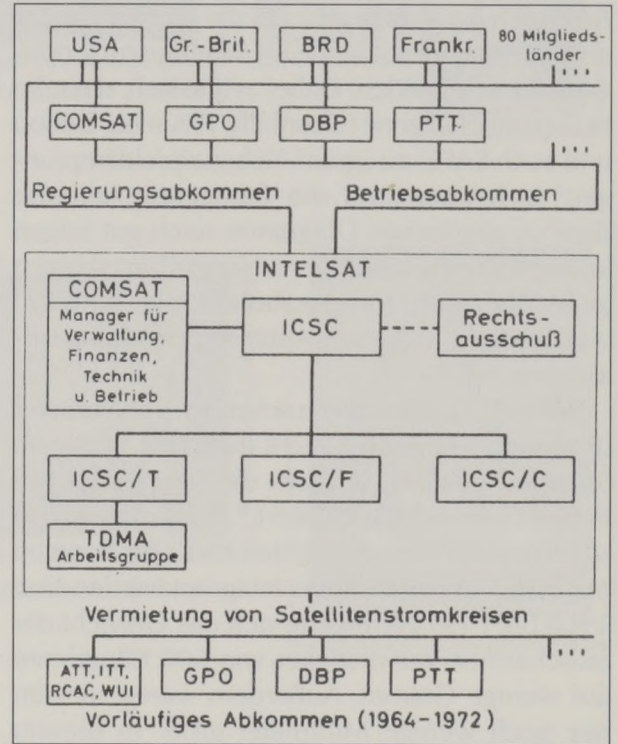 USA Gr.-Brit. BRD Frankr. 80 Mitglieds-
länder
COMSAT GPO DBP PTT
Regierungsabkommen Betriebsabkommen
INTELSAT
COMSAT
Manager für
Verwaltung,
Finanzen,
Technik
u. Betrieb
ICSC
Rechts-
ausschuß
ICSC/T ICSC/F ICSC/C
TDMA
Arbeitsgruppe
Vermietung von Satellitenstromkreisen
ATT, ITT,
RCAC, WUI
GPO DBP PTT
Vorläufiges Abkommen (1964-1972)